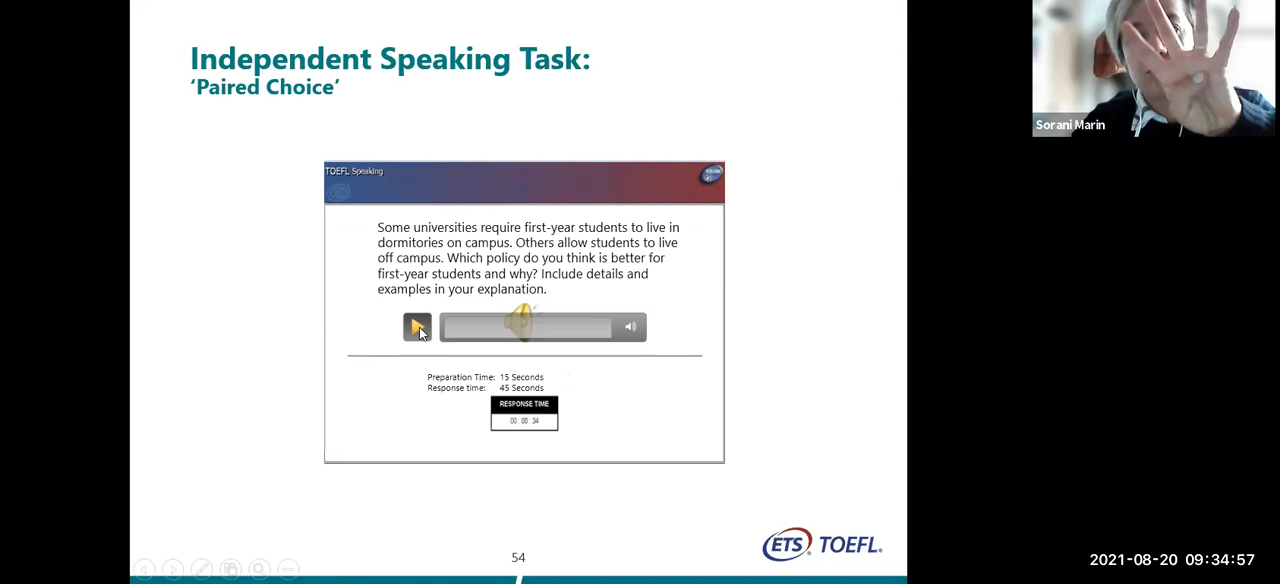 Independent Speaking Task:
‘Paired Choice’
Sorani Marin
TOEFL Speaking
VOLUME
Some universities require first-year students to live in
dormitories on campus. Others allow students to live
off campus. Which policy do you think is better for
first-year students and why? Include details and
examples in your explanation.
Preparation Time: 15 Seconds
Response time: 45 Seconds
RESPONSE TIME
00:00:34
54
ETS TOEFL
2021-08-20 09:34:57